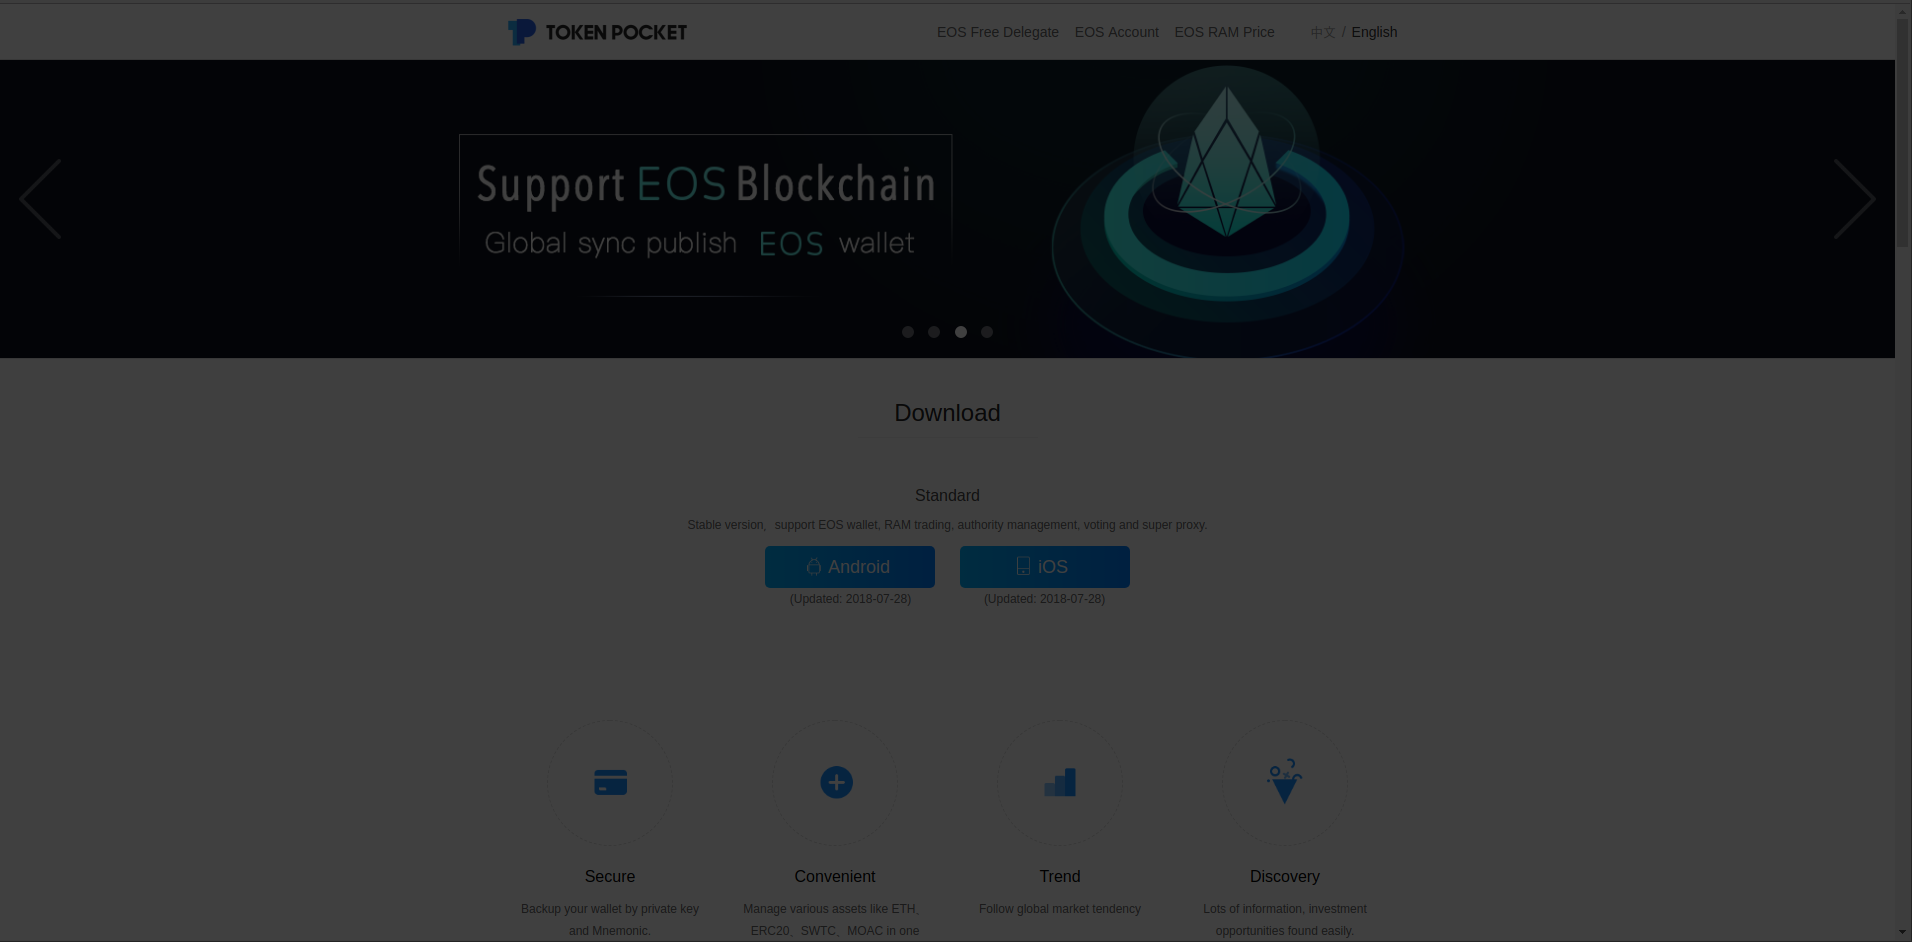 TOKEN POCKET
EOS Free Delegate EOS Account EOS RAM Price 中文 / English
Support EOS Blockchain
Global sync publish EOS wallet
Download
Standard
Stable version、support EOS wallet, RAM trading, authority management, voting and super proxy.
Android iOS
(Updated: 2018-07-28) (Updated: 2018-07-28)
Secure Convenient Trend Discovery
Backup your wallet by private key Manage various assets like ETH、 Follow global market tendency Lots of information, investment
and Mnemonic. ERC20、SWTC、MOAC in one opportunities found easily.